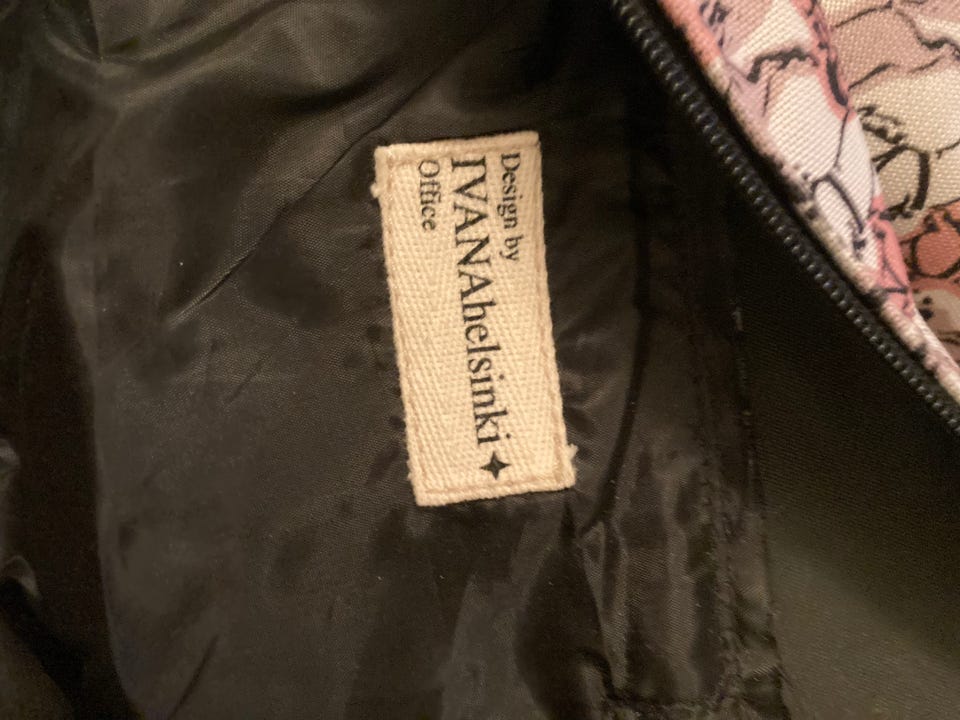 Design by
IVANAhelsinki
Office